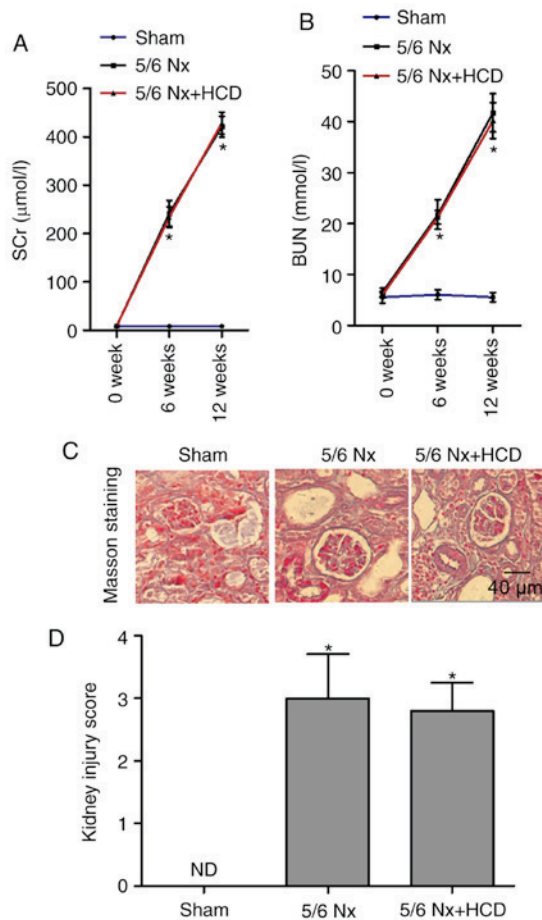 A
Sham
5/6 Nx
5/6 Nx+HCD
SCr (μmol/l)
500
400
300
200
100
0
*
*
0 week
6 weeks
12 weeks
B
Sham
5/6 Nx
5/6 Nx+HCD
BUN (mmol/l)
50
40
30
20
10
0
*
*
0 week
6 weeks
12 weeks
C
Sham
5/6 Nx
5/6 Nx+HCD
Masson staining
40 μm
D
Kidney injury score
4
3
2
1
0
ND
*
*
Sham
5/6 Nx
5/6 Nx+HCD